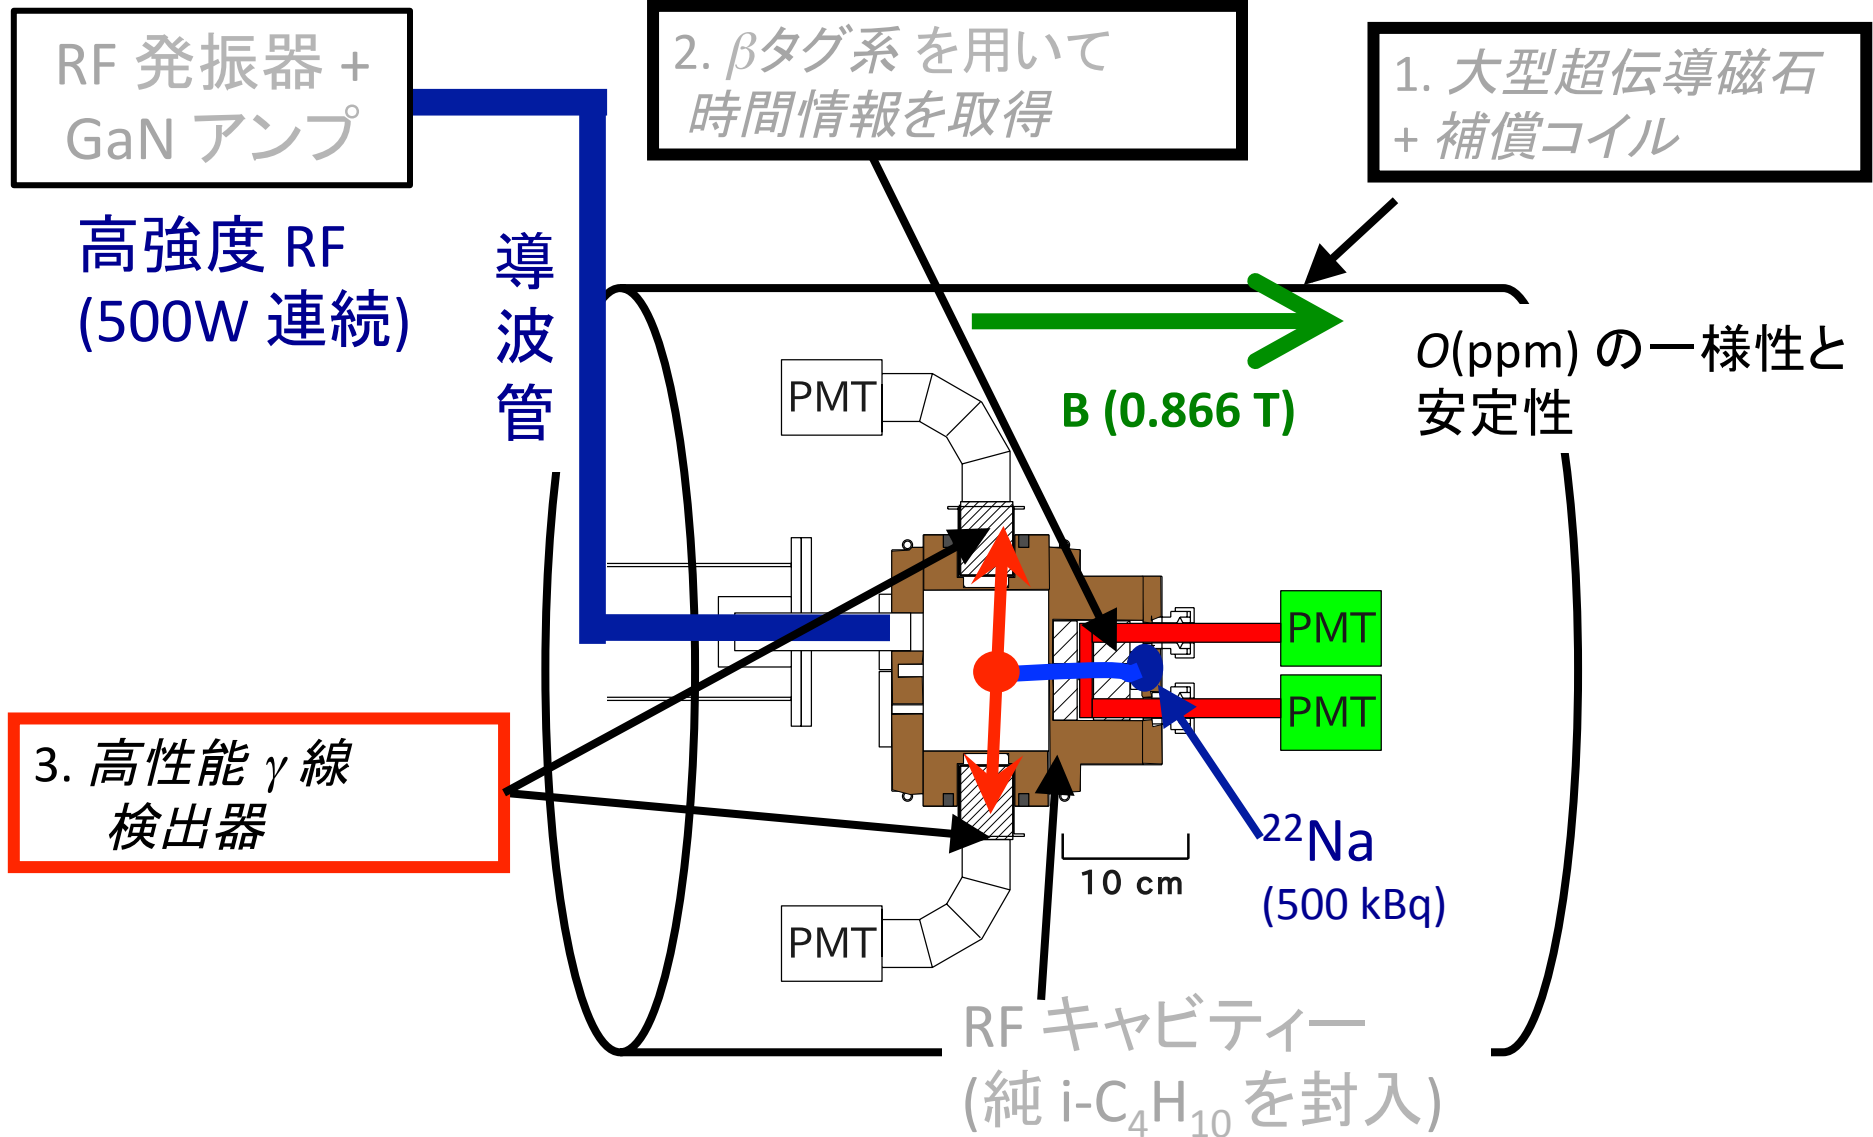 RF 発振器 +
GaN アンプ
2. βタグ系 を用いて
時間情報を取得
1. 大型超伝導磁石
+ 補償コイル
高強度 RF
(500W 連続)
導
波
管
B (0.866 T)
O(ppm) の一様性と
安定性
PMT
PMT
PMT
3. 高性能 γ 線
検出器
10 cm
²²Na
(500 kBq)
PMT
RF キャビティー
(純 i-C₄H₁₀ を封入)